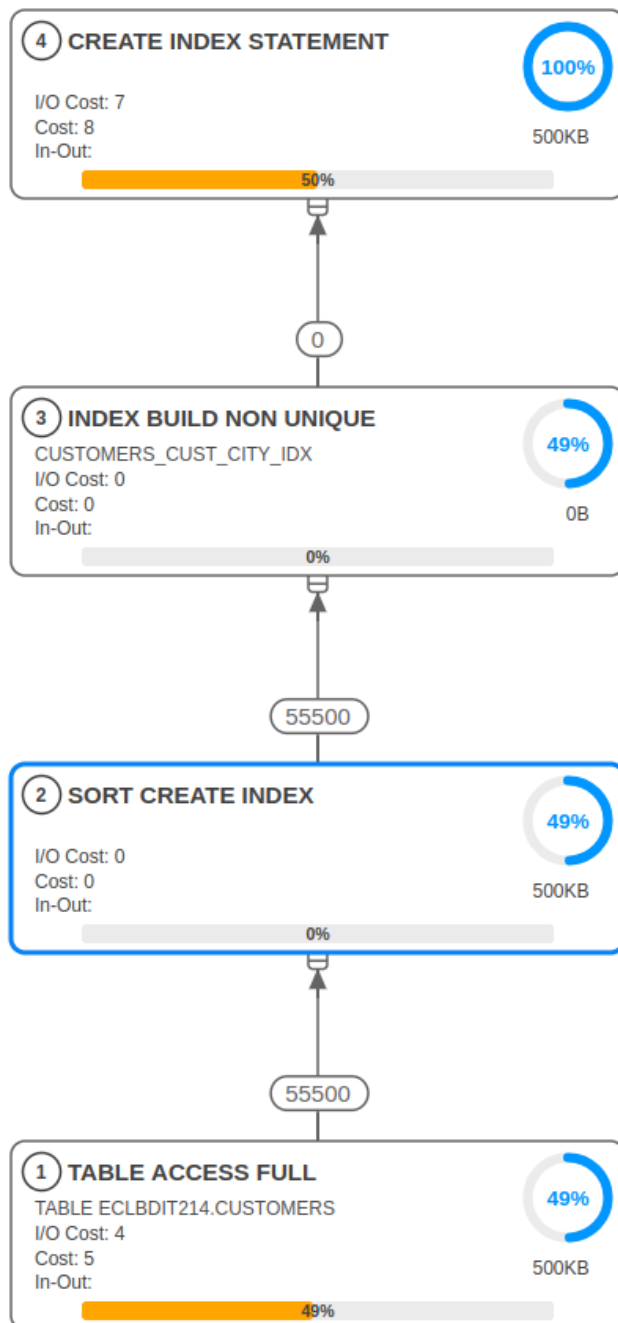 4 CREATE INDEX STATEMENT
100%
I/O Cost: 7
Cost: 8
500KB
In-Out:
50%
0
3 INDEX BUILD NON UNIQUE
CUSTOMERS_CUST_CITY_IDX
49%
I/O Cost: 0
Cost: 0
0B
In-Out:
0%
55500
2 SORT CREATE INDEX
49%
I/O Cost: 0
Cost: 0
500KB
In-Out:
0%
55500
1 TABLE ACCESS FULL
49%
TABLE ECLBDIT214.CUSTOMERS
I/O Cost: 4
Cost: 5
500KB
In-Out:
49%